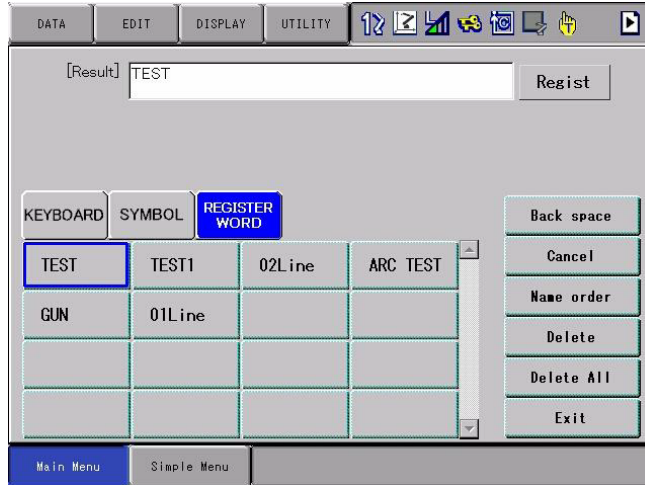 DATA EDIT DISPLAY UTILITY
[Result] TEST
Regist
KEYBOARD SYMBOL REGISTER
WORD
Back space
TEST TEST1 02Line ARC TEST
Cancel
Name order
GUN 01Line
Delete
Delete All
Exit
Main Menu Simple Menu